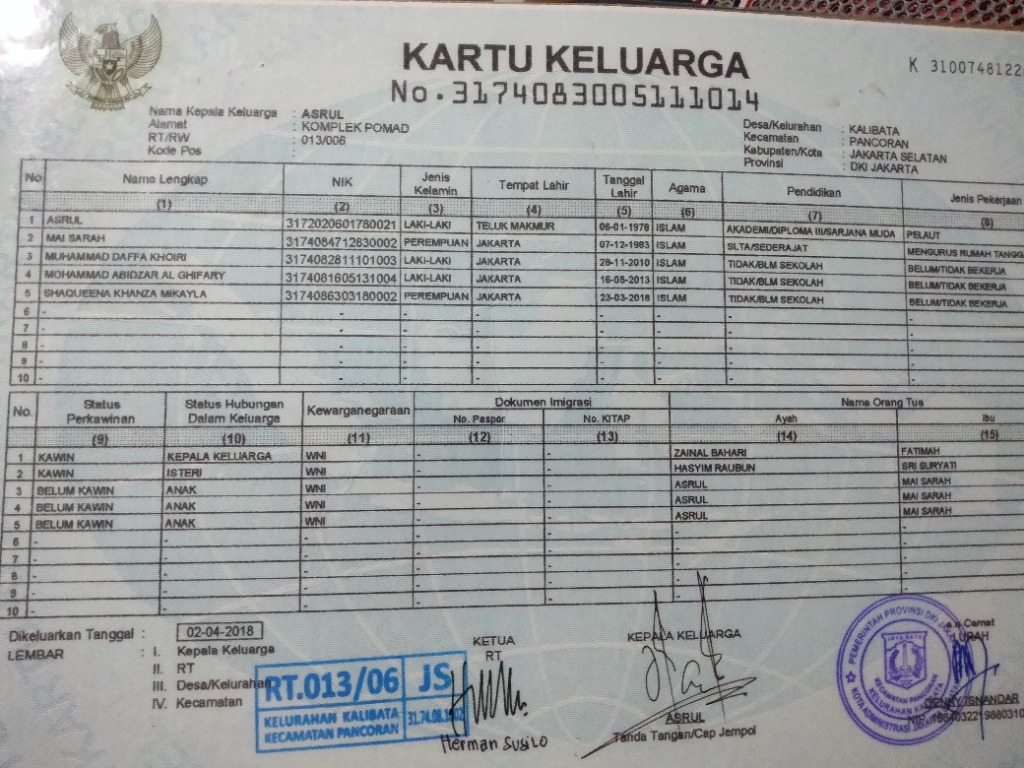 KARTU KELUARGA
K 3100748122
No.3174083005111014
Nama Kepala Keluarga : ASRUL
Alamat : KOMPLEK POMAD
RT/RW : 013/006
Kode Pos :
Desa/Kelurahan : KALIBATA
Kecamatan : PANCORAN
Kabupaten/Kota : JAKARTA SELATAN
Provinsi : DKI JAKARTA
No Nama Lengkap NIK Jenis Kelamin Tempat Lahir Tanggal Lahir Agama Pendidikan Jenis Pekerjaan
(1) (2) (3) (4) (5) (6) (7) (8)
1 ASRUL 3172020601780021 LAKI-LAKI TELUK MAKMUR 06-01-1978 ISLAM AKADEMI/DIPLOMA III/SARJANA MUDA PELAUT
2 MAI SARAH 3174084712830002 PEREMPUAN JAKARTA 07-12-1983 ISLAM SLTA/SEDERAJAT MENGURUS RUMAH TANGGA
3 MUHAMMAD DAFFA KHOIRI 3174082811101003 LAKI-LAKI JAKARTA 28-11-2010 ISLAM TIDAK/BLM SEKOLAH BELUM/TIDAK BEKERJA
4 MOHAMMAD ABIDZAR AL GHIFARY 3174081605131004 LAKI-LAKI JAKARTA 16-05-2013 ISLAM TIDAK/BLM SEKOLAH BELUM/TIDAK BEKERJA
5 SHAQUEENA KHANZA MIKAYLA 3174086303180002 PEREMPUAN JAKARTA 23-03-2018 ISLAM TIDAK/BLM SEKOLAH BELUM/TIDAK BEKERJA
6 - - - - - - - -
7 - - - - - - - -
8 - - - - - - - -
9 - - - - - - - -
10 - - - - - - - -
No. Status Perkawinan Status Hubungan Dalam Keluarga Kewarganegaraan Dokumen Imigrasi Nama Orang Tua
No. Paspor No. KITAP Ayah Ibu
(9) (10) (11) (12) (13) (14) (15)
1 KAWIN KEPALA KELUARGA WNI - - ZAINAL BAHARI FATIMAH
2 KAWIN ISTERI WNI - - HASYIM RAUBUN SRI SURYATI
3 BELUM KAWIN ANAK WNI - - ASRUL MAI SARAH
4 BELUM KAWIN ANAK WNI - - ASRUL MAI SARAH
5 BELUM KAWIN ANAK WNI - - ASRUL MAI SARAH
6 - - - - - - -
7 - - - - - - -
8 - - - - - - -
9 - - - - - - -
10 - - - - - - -
Dikeluarkan Tanggal : 02-04-2018
LEMBAR : I. Kepala Keluarga
II. RT
III. Desa/Kelurahan
IV. Kecamatan
RT.013/06 JS
KELURAHAN KALIBATA
KECAMATAN PANCORAN
KETUA
RT
Herman Susilo
KEPALA KELUARGA
ASRUL
Tanda Tangan/Cap Jempol
a.n Camat
LURAH
PEMERINTAH PROVINSI DKI JAKARTA
JAYA RAYA
KECAMATAN PANCORAN
KELURAHAN KALIBATA
KOTA ADMINISTRASI JAKARTA
ISNANDAR
NIP.